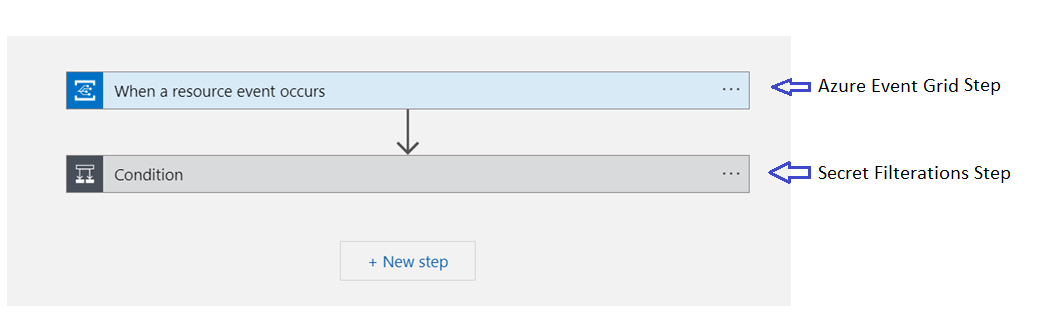 When a resource event occurs
...
Azure Event Grid Step
Condition
...
Secret Filterations Step
+ New step